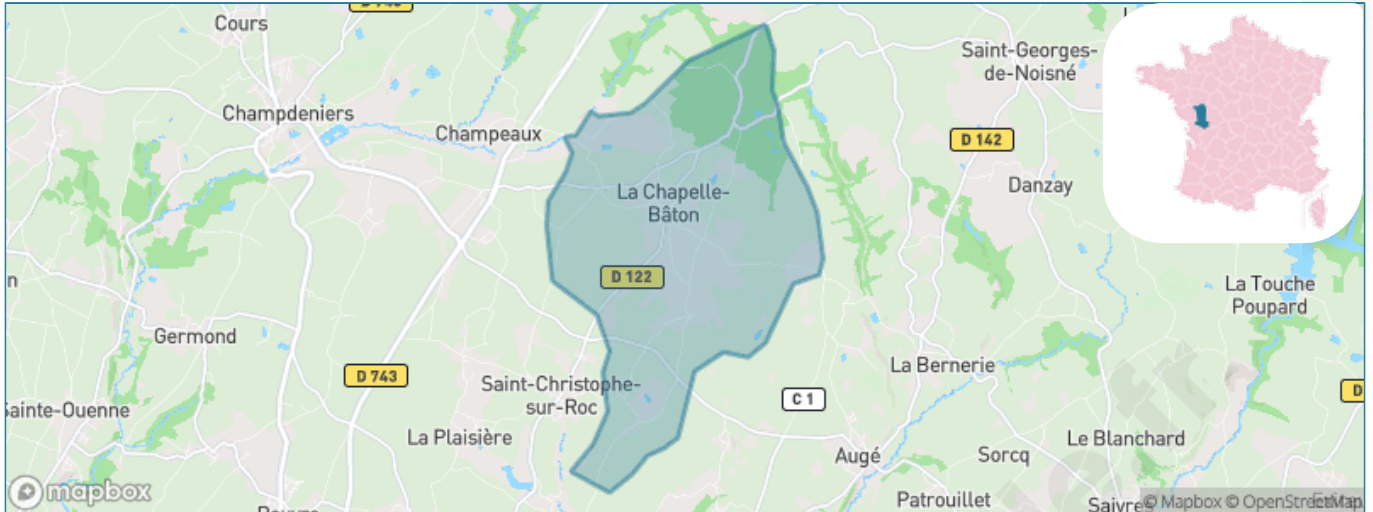 Cours
Saint-Georges-
de-Noisné
Champdeniers
Champeaux
D 142
La Chapelle-
Bâton
Danzay
D 122
La Touche
Poupard
Germond
D 743
La Bernerie
Saint-Christophe-
sur-Roc
C 1
Sainte-Ouenne
La Plaisière
Augé
Le Blanchard
Sorcq
Patrouillet
mapbox
Saivres
© Mapbox © OpenStreetMap